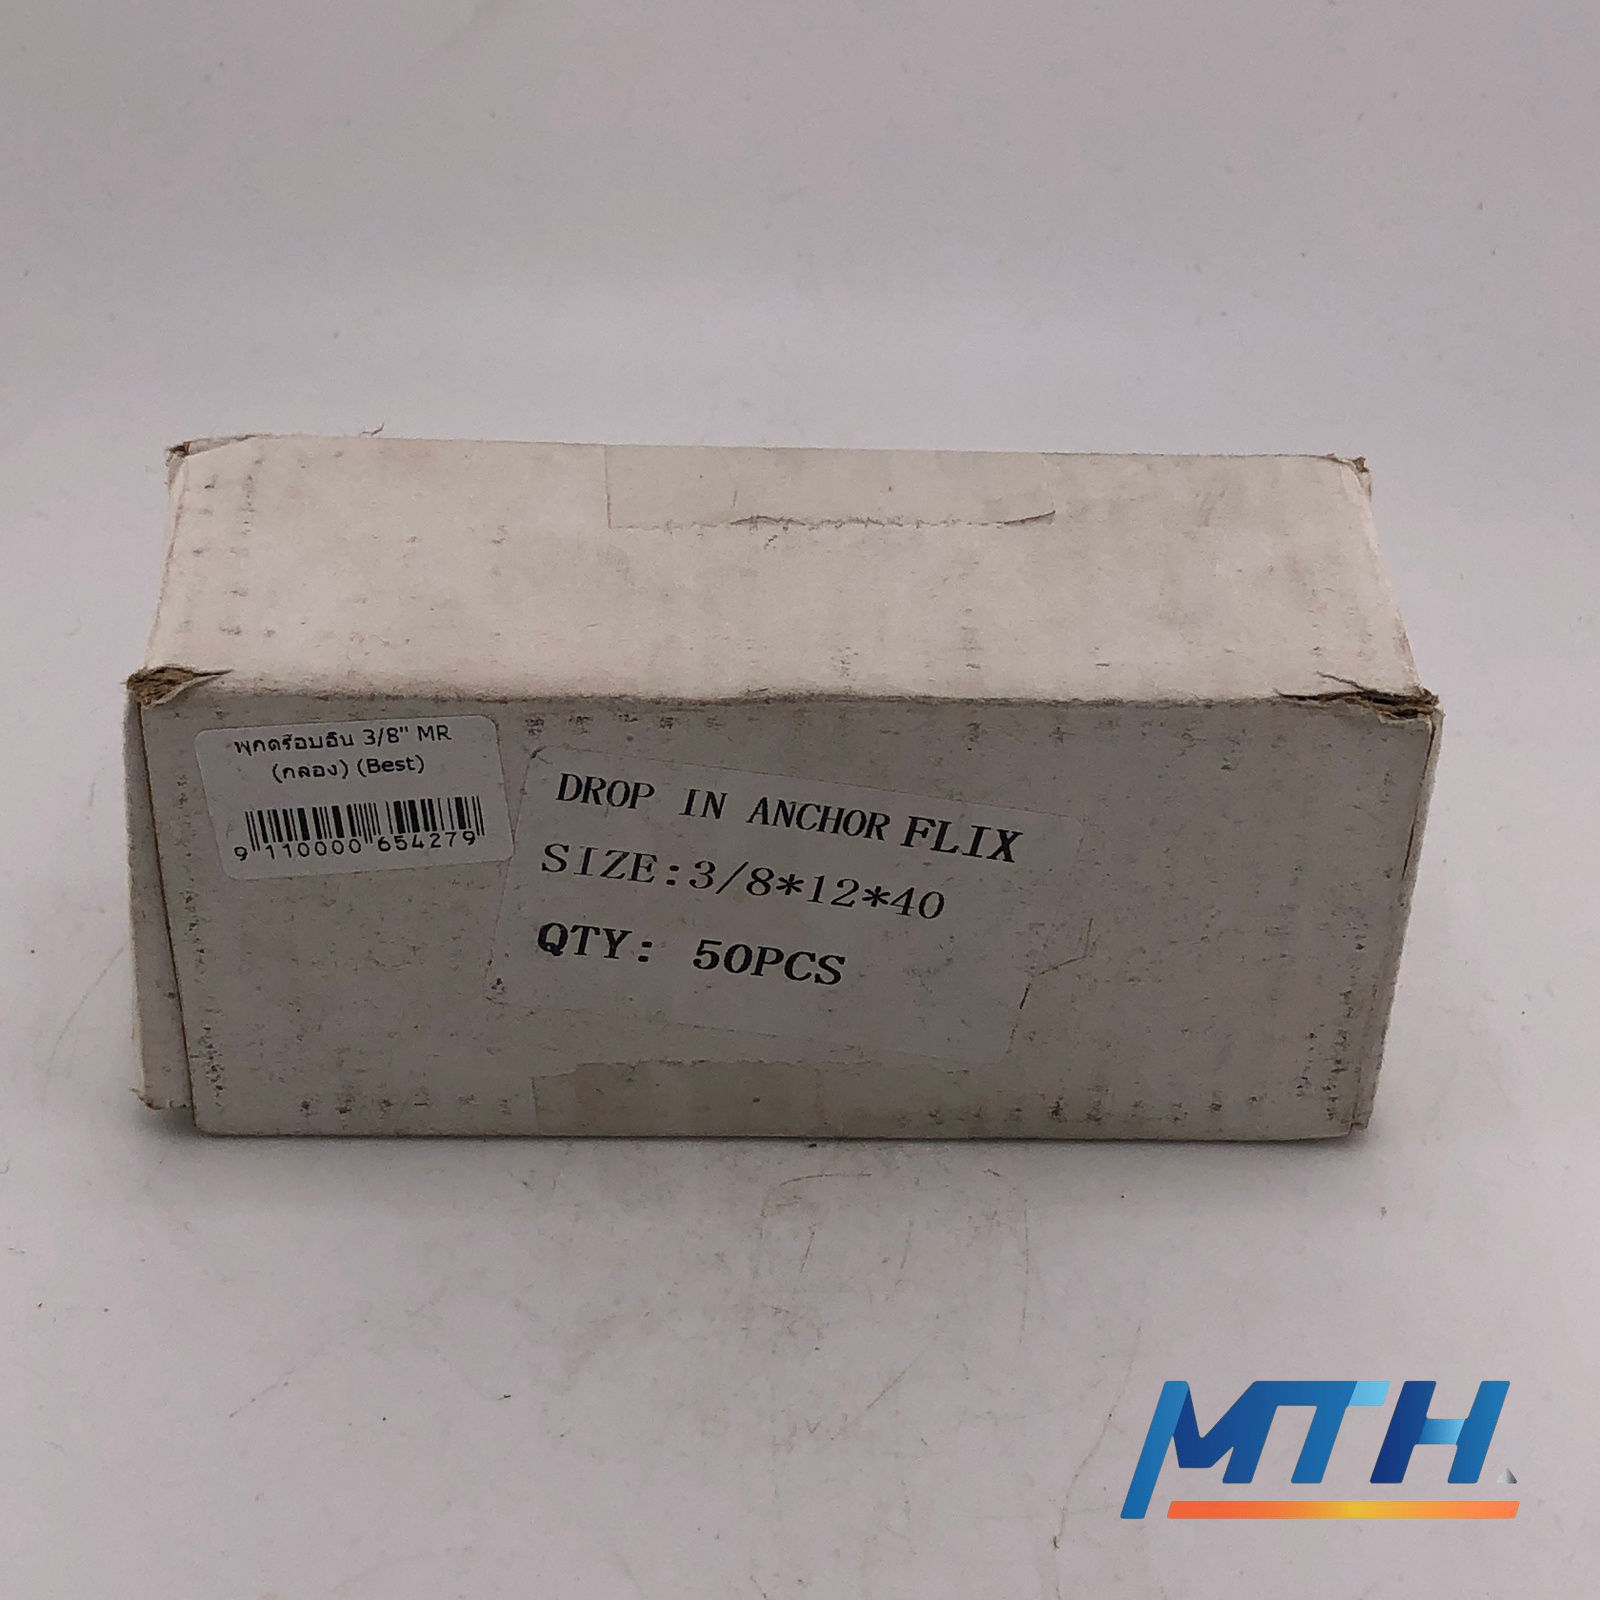 พุกดร๊อบอิน 3/8" MR
(กล่อง) (Best)
9 110000 654279
DROP IN ANCHOR FLIX
SIZE:3/8*12*40
QTY: 50PCS
MTH